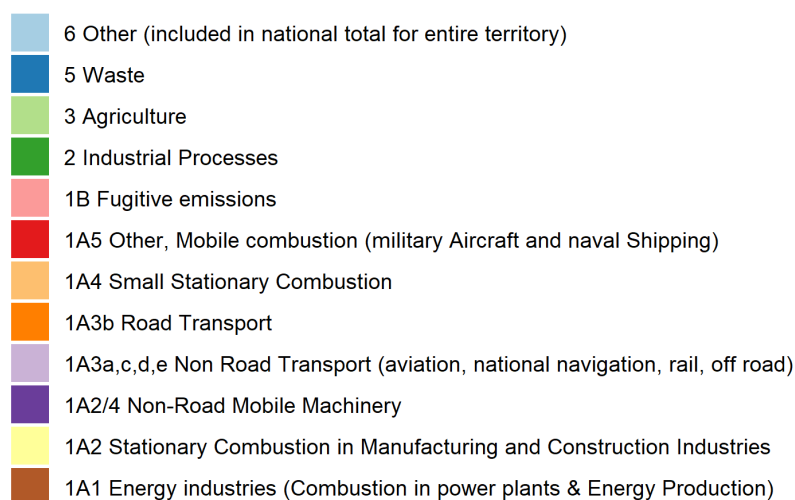 6 Other (included in national total for entire territory)
5 Waste
3 Agriculture
2 Industrial Processes
1B Fugitive emissions
1A5 Other, Mobile combustion (military Aircraft and naval Shipping)
1A4 Small Stationary Combustion
1A3b Road Transport
1A3a,c,d,e Non Road Transport (aviation, national navigation, rail, off road)
1A2/4 Non-Road Mobile Machinery
1A2 Stationary Combustion in Manufacturing and Construction Industries
1A1 Energy industries (Combustion in power plants & Energy Production)